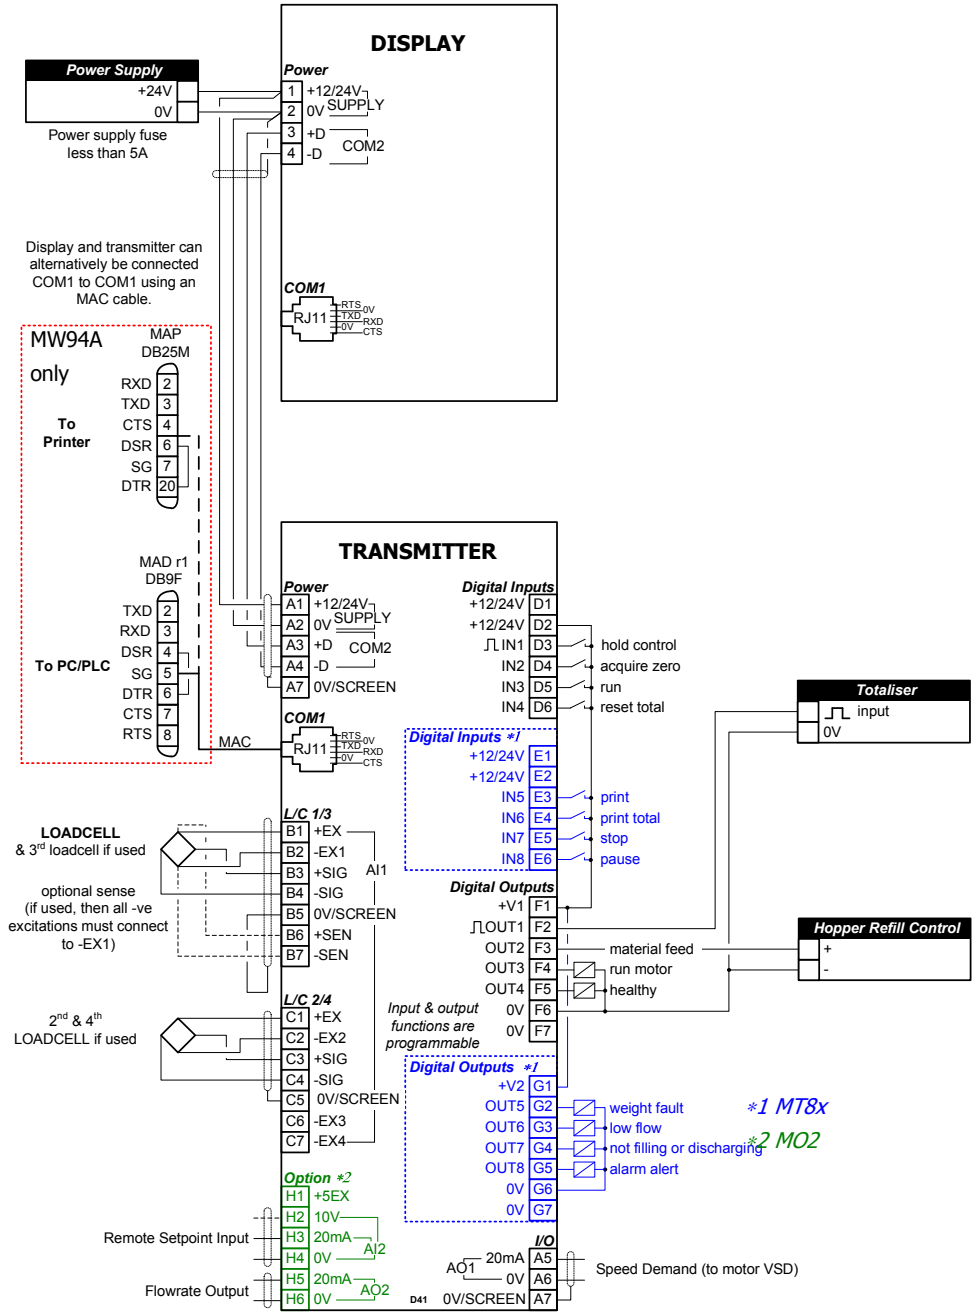 DISPLAY
Power Supply
+24V
0V
Power supply fuse
less than 5A
Power
1 +12/24V
2 0V
SUPPLY
3 +D
4 -D
COM2
Display and transmitter can
alternatively be connected
COM1 to COM1 using an
MAC cable.
COM1
RJ11
RTS
0V
TXD
RXD
0V
CTS
MW94A
only
MAP
DB25M
RXD 2
TXD 3
CTS 4
DSR 6
SG 7
DTR 20
To
Printer
MAD r1
DB9F
TXD 2
RXD 3
DSR 4
SG 5
DTR 6
CTS 7
RTS 8
To PC/PLC
MAC
TRANSMITTER
Power
A1 +12/24V
A2 0V
SUPPLY
A3 +D
A4 -D
COM2
A7 0V/SCREEN
COM1
RJ11
RTS
0V
TXD
RXD
0V
CTS
L/C 1/3
B1 +EX
B2 -EX1
B3 +SIG
B4 -SIG
B5 0V/SCREEN
B6 +SEN
B7 -SEN
AI1
LOADCELL
& 3rd loadcell if used
optional sense
(if used, then all -ve
excitations must connect
to -EX1)
L/C 2/4
C1 +EX
C2 -EX2
C3 +SIG
C4 -SIG
C5 0V/SCREEN
C6 -EX3
C7 -EX4
2nd & 4th
LOADCELL if used
Option *2
H1 +5EX
H2 10V
H3 20mA
H4 0V
AI2
H5 20mA
H6 0V
AO2
Remote Setpoint Input
Flowrate Output
Digital Inputs
+12/24V D1
+12/24V D2
IN1 D3 hold control
IN2 D4 acquire zero
IN3 D5 run
IN4 D6 reset total
Digital Inputs *1
+12/24V E1
+12/24V E2
IN5 E3 print
IN6 E4 print total
IN7 E5 stop
IN8 E6 pause
Digital Outputs
+V1 F1
OUT1 F2
OUT2 F3 material feed
OUT3 F4 run motor
OUT4 F5 healthy
0V F6
0V F7
Input & output
functions are
programmable
Digital Outputs *1
+V2 G1
OUT5 G2 weight fault
OUT6 G3 low flow
OUT7 G4 not filling or discharging
OUT8 G5 alarm alert
0V G6
0V G7
*1 MT8x
*2 MO2
I/O
AO1
20mA A5
0V A6
0V/SCREEN A7
Speed Demand (to motor VSD)
D41
Totaliser
input
0V
Hopper Refill Control
+
-